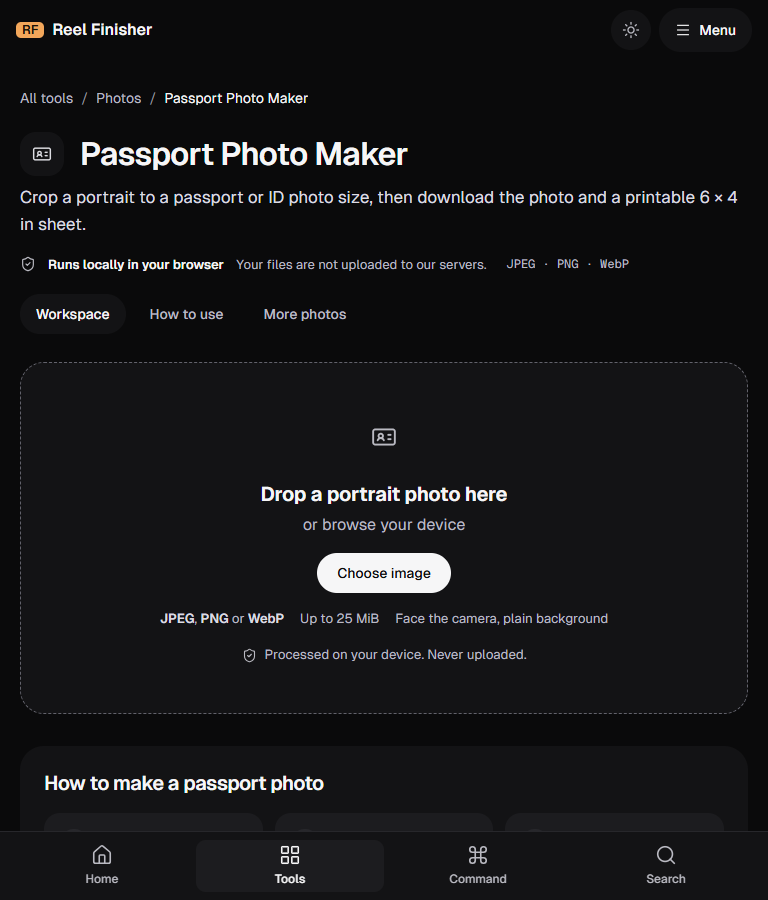 RF Reel Finisher
Menu
All tools / Photos / Passport Photo Maker
Passport Photo Maker
Crop a portrait to a passport or ID photo size, then download the photo and a printable 6 × 4
in sheet.
Runs locally in your browser Your files are not uploaded to our servers. JPEG · PNG · WebP
Workspace How to use More photos
Drop a portrait photo here
or browse your device
Choose image
JPEG, PNG or WebP Up to 25 MiB Face the camera, plain background
Processed on your device. Never uploaded.
How to make a passport photo
Home Tools Command Search